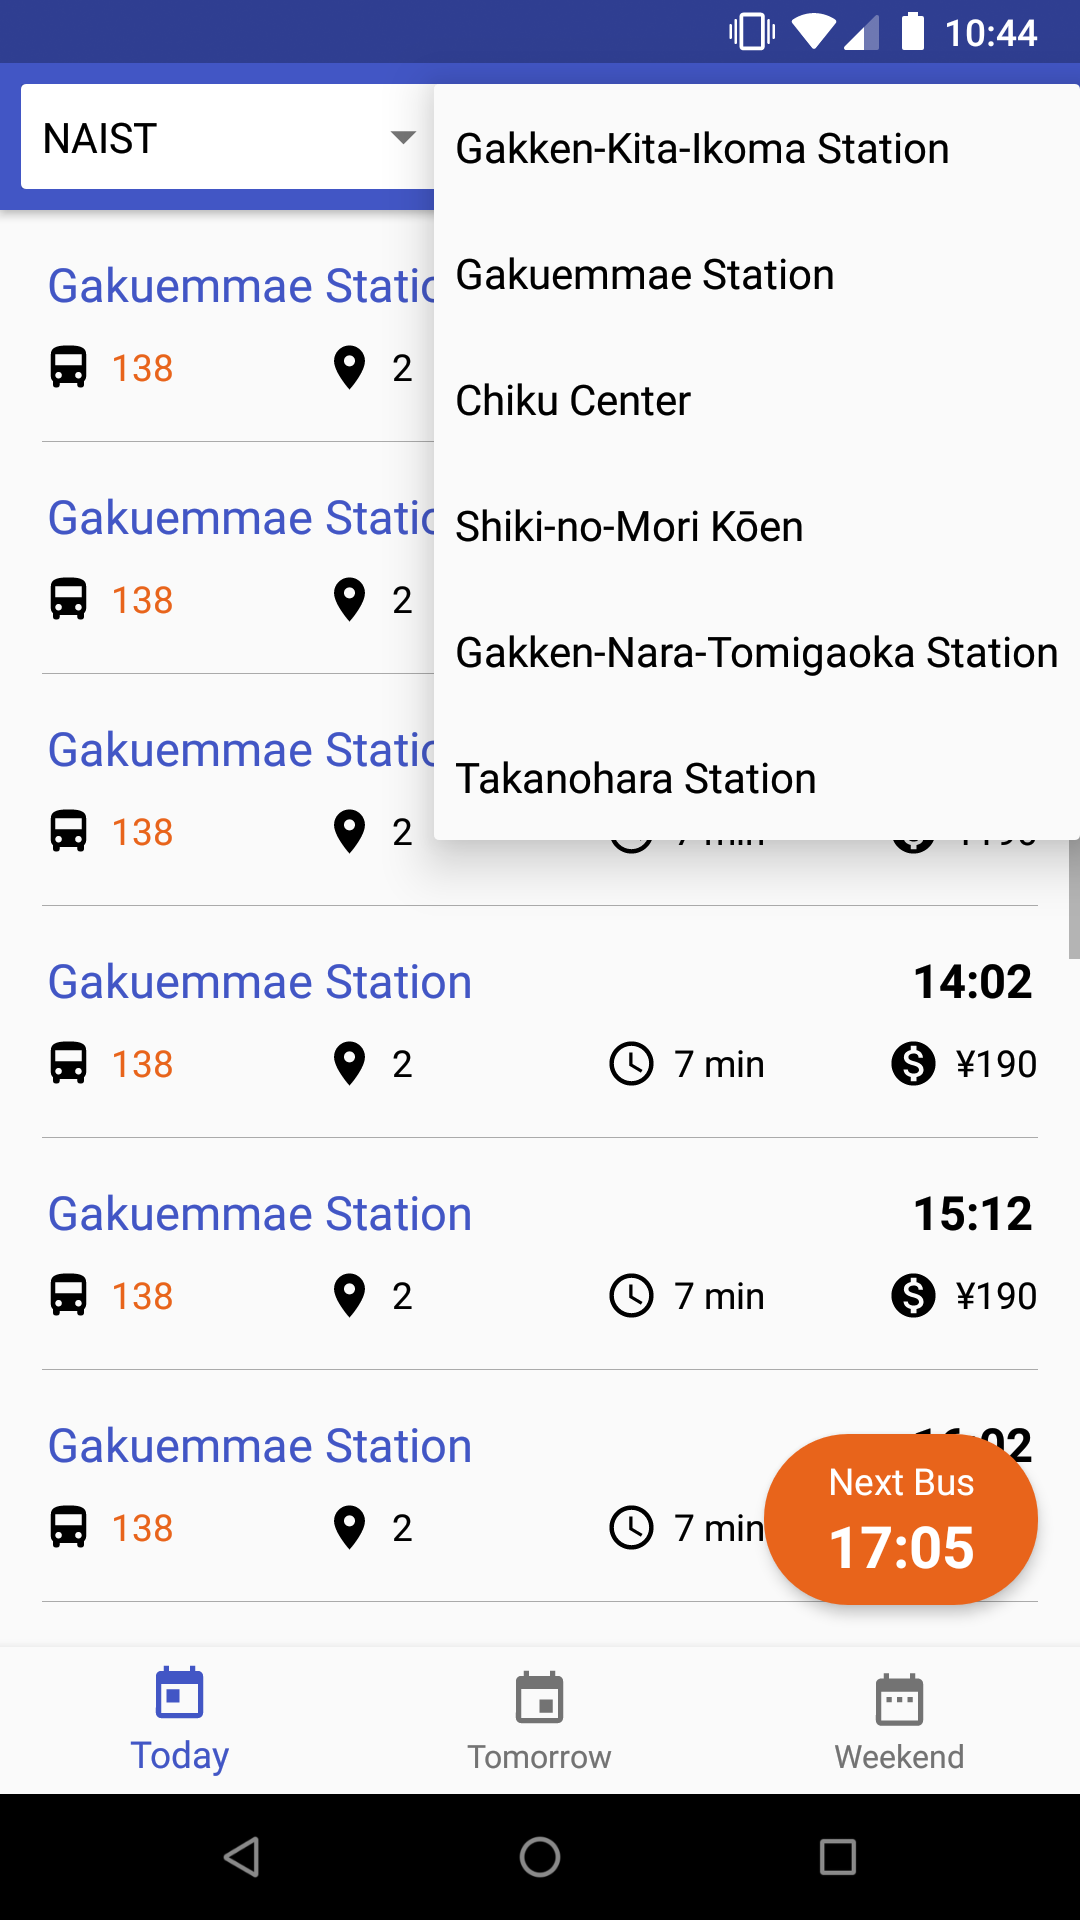 10:44
NAIST
Gakken-Kita-Ikoma Station
Gakuemmae Station
Chiku Center
Shiki-no-Mori Kōen
Gakken-Nara-Tomigaoka Station
Takanohara Station
Gakuemmae Static
138 2
Gakuemmae Static
138 2
Gakuemmae Static
138 2 7 min ¥190
Gakuemmae Station 14:02
138 2 7 min ¥190
Gakuemmae Station 15:12
138 2 7 min ¥190
Gakuemmae Station
138 2 7 min
Next Bus
17:05
Today
Tomorrow
Weekend